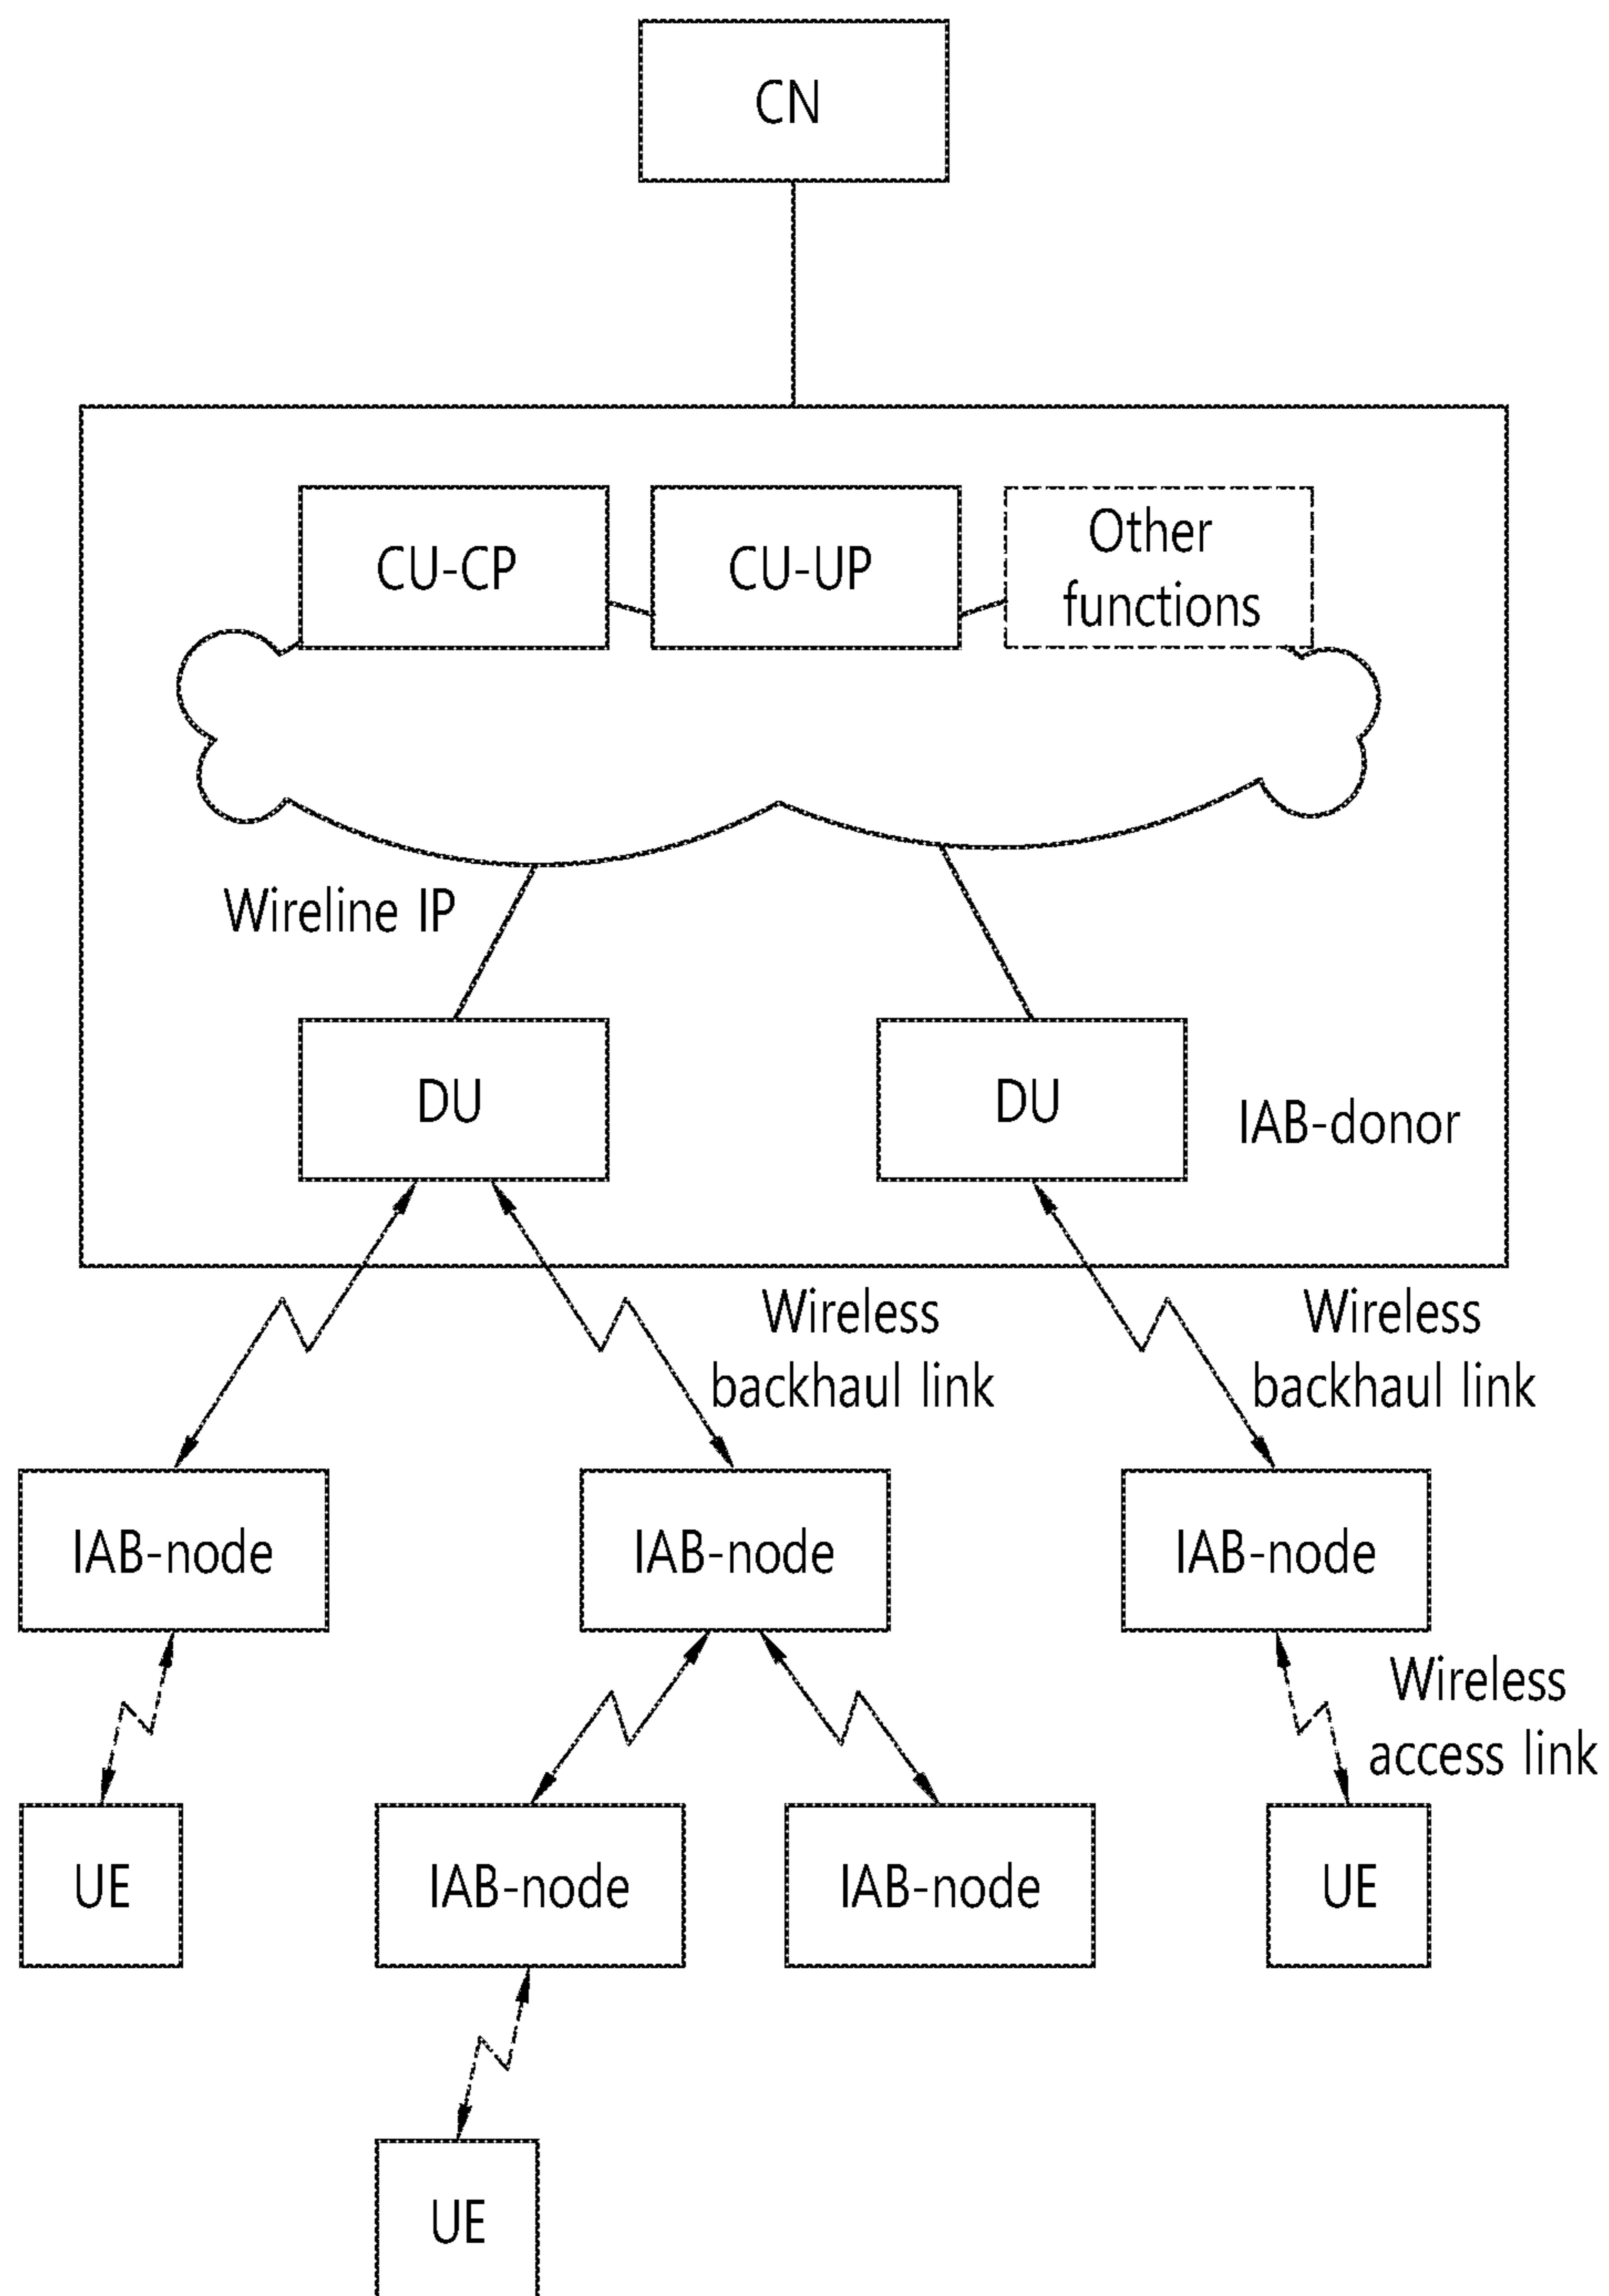 CN
CU-CP
CU-UP
Other
functions
Wireline IP
DU
DU
IAB-donor
Wireless
backhaul link
Wireless
backhaul link
IAB-node
IAB-node
IAB-node
Wireless
access link
UE
IAB-node
IAB-node
UE
UE